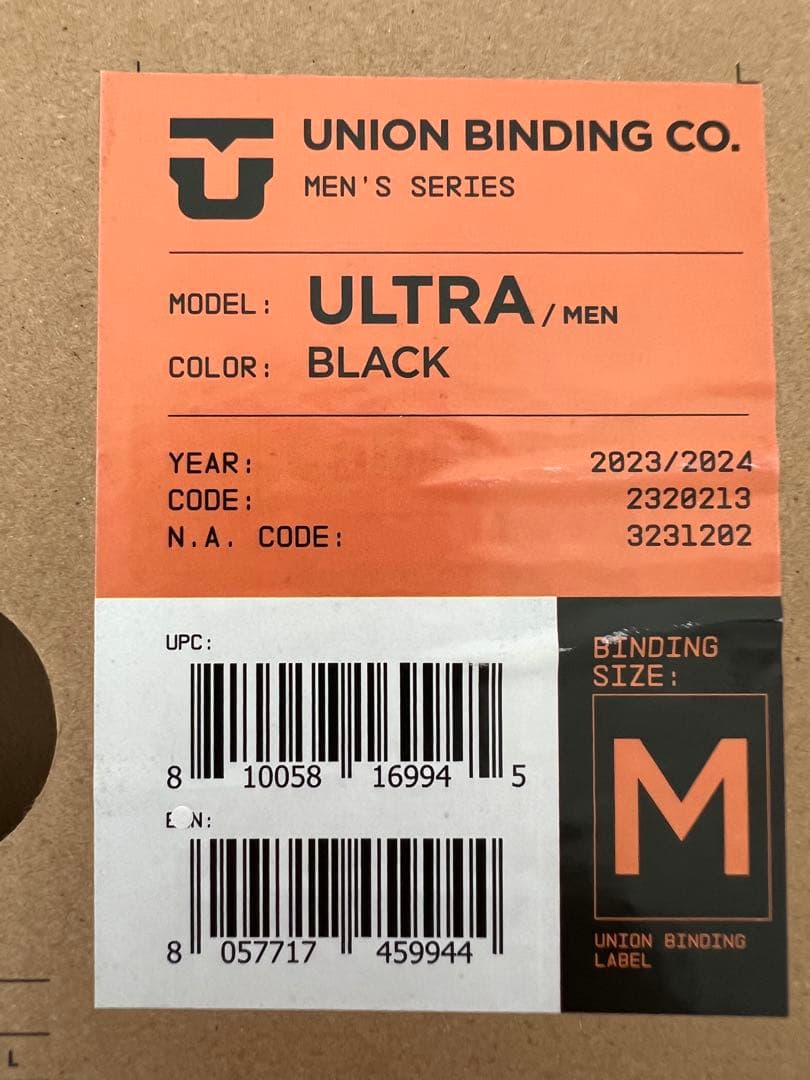 UNION BINDING CO.
MEN'S SERIES
MODEL: ULTRA / MEN
COLOR: BLACK
YEAR: 2023/2024
CODE: 2320213
N.A. CODE: 3231202
UPC:
8 10058 16994 5
EAN:
8 057717 459944
BINDING
SIZE:
M
UNION BINDING
LABEL
L